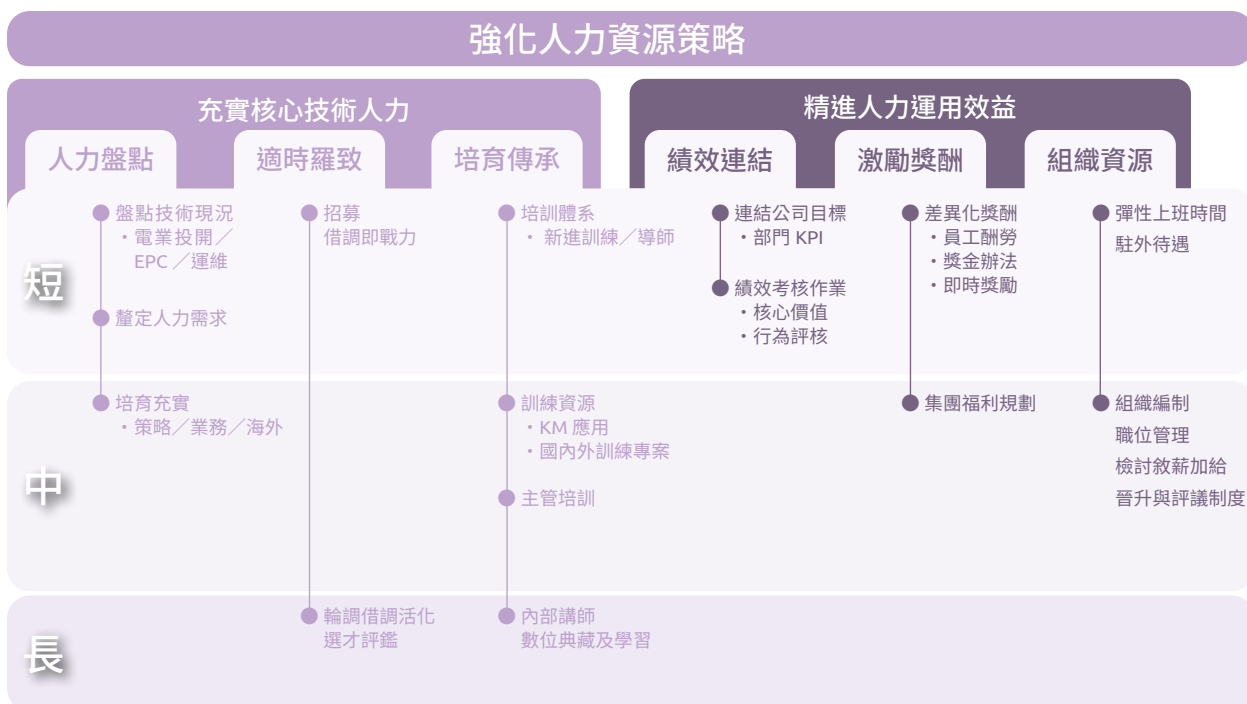 強化人力資源策略
充實核心技術人力
精進人力運用效益
人力盤點
適時羅致
培育傳承
績效連結
激勵獎酬
組織資源
短
盤點技術現況
・電業投開／
EPC ／運維
釐定人力需求
招募
借調即戰力
培訓體系
・ 新進訓練／導師
連結公司目標
・部門 KPI
績效考核作業
・核心價值
・行為評核
差異化獎酬
・員工酬勞
・獎金辦法
・即時獎勵
彈性上班時間
駐外待遇
中
培育充實
・策略／業務／海外
訓練資源
・KM 應用
・國內外訓練專案
主管培訓
集團福利規劃
組織編制
職位管理
檢討敘薪加給
晉升與評議制度
長
輪調借調活化
選才評鑑
內部講師
數位典藏及學習